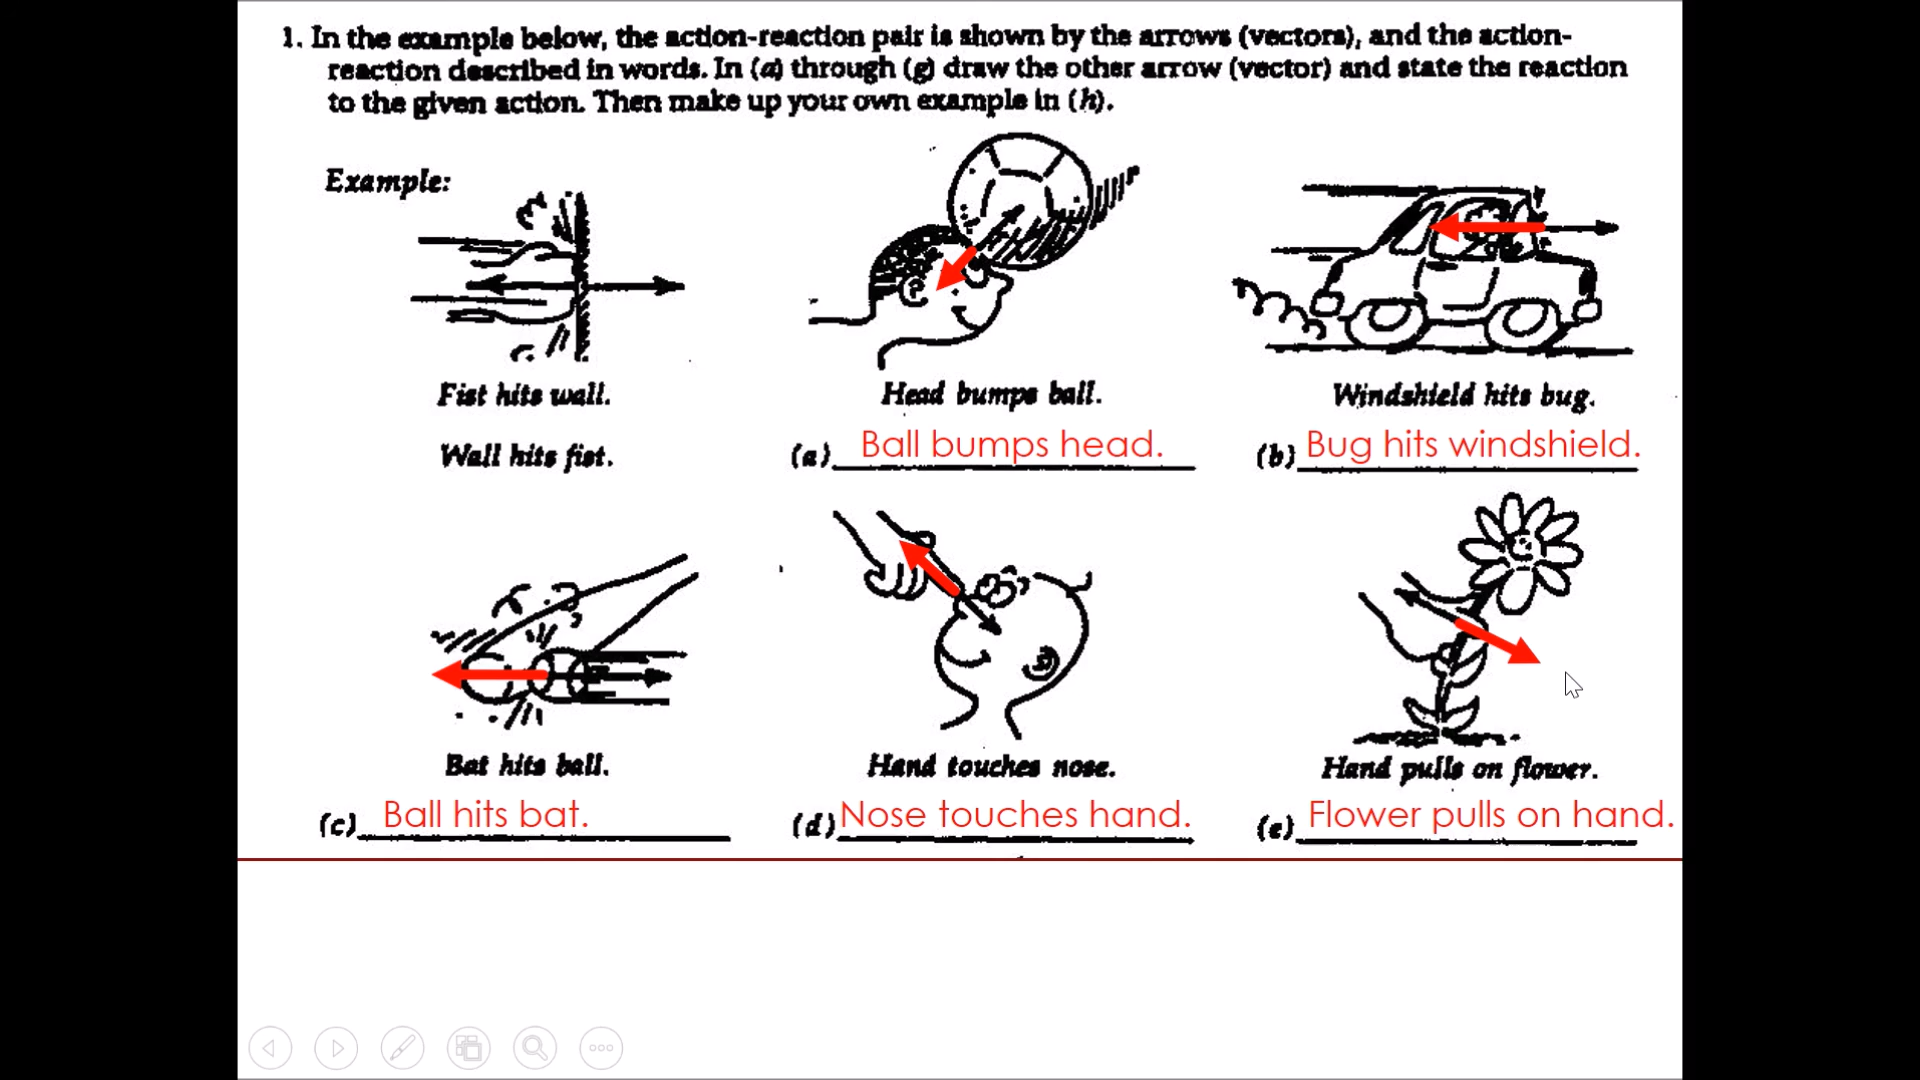 1. In the example below, the action-reaction pair is shown by the arrows (vectors), and the action-
reaction described in words. In (a) through (g) draw the other arrow (vector) and state the reaction
to the given action. Then make up your own example in (h).
Example:
Fist hits wall.
Head bumps ball.
Windshield hits bug.
Wall hits fist.
(a) Ball bumps head.
(b) Bug hits windshield.
Bat hits ball.
Hand touches nose.
Hand pulls on flower.
(c) Ball hits bat.
(d) Nose touches hand.
(e) Flower pulls on hand.